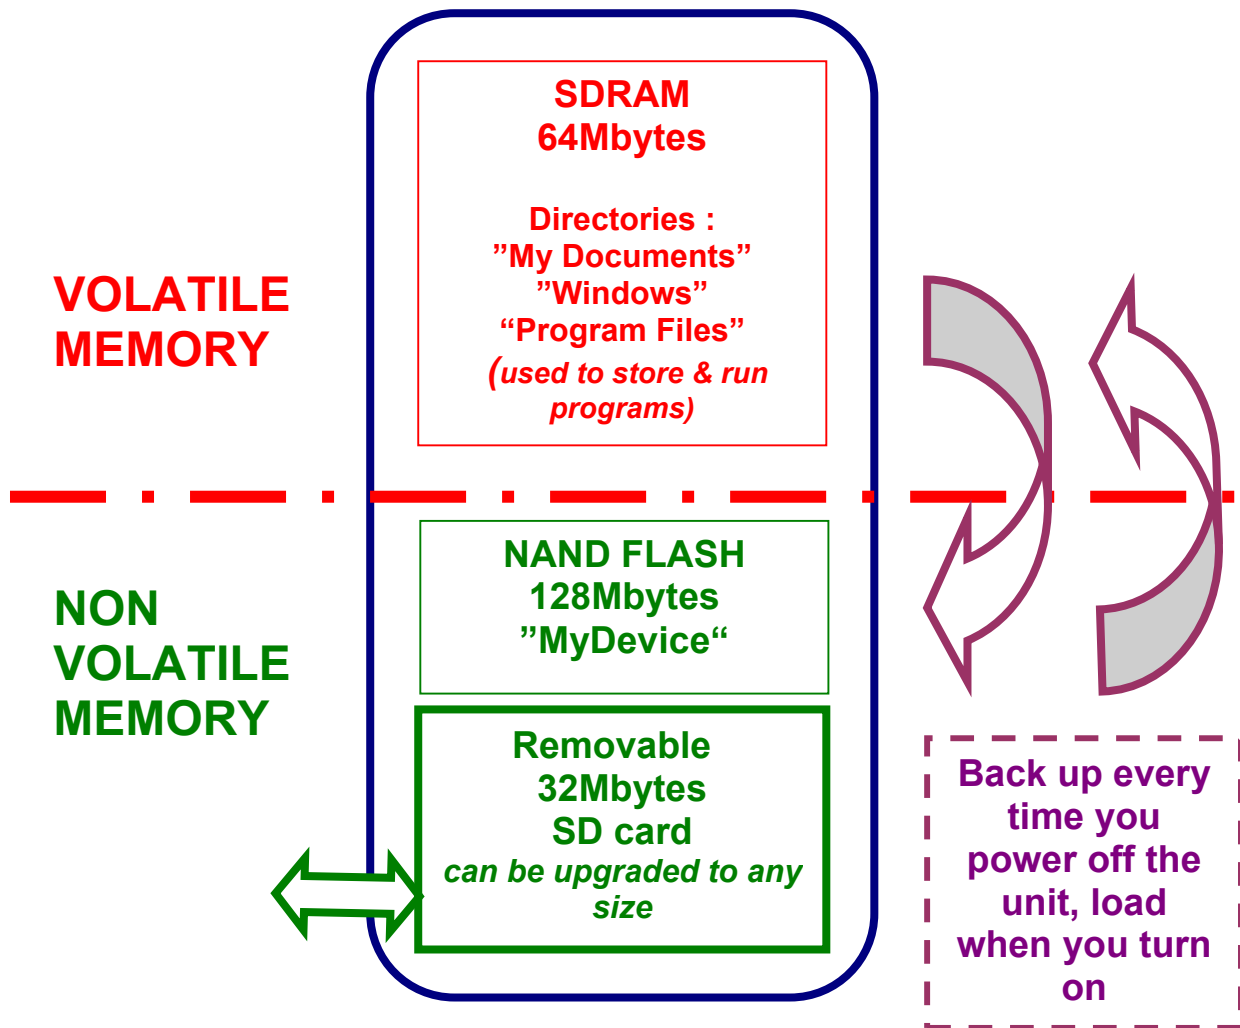 SDRAM
64Mbytes
Directories :
”My Documents”
”Windows”
“Program Files”
(used to store & run
programs)
VOLATILE
MEMORY
NAND FLASH
128Mbytes
”MyDevice“
NON
VOLATILE
MEMORY
Removable
32Mbytes
SD card
can be upgraded to any
size
Back up every
time you
power off the
unit, load
when you turn
on